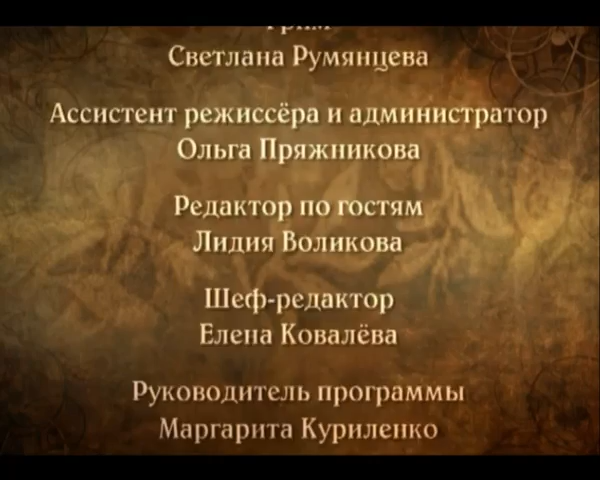 Грим
Светлана Румянцева
Ассистент режиссёра и администратор
Ольга Пряжникова
Редактор по гостям
Лидия Воликова
Шеф-редактор
Елена Ковалёва
Руководитель программы
Маргарита Куриленко